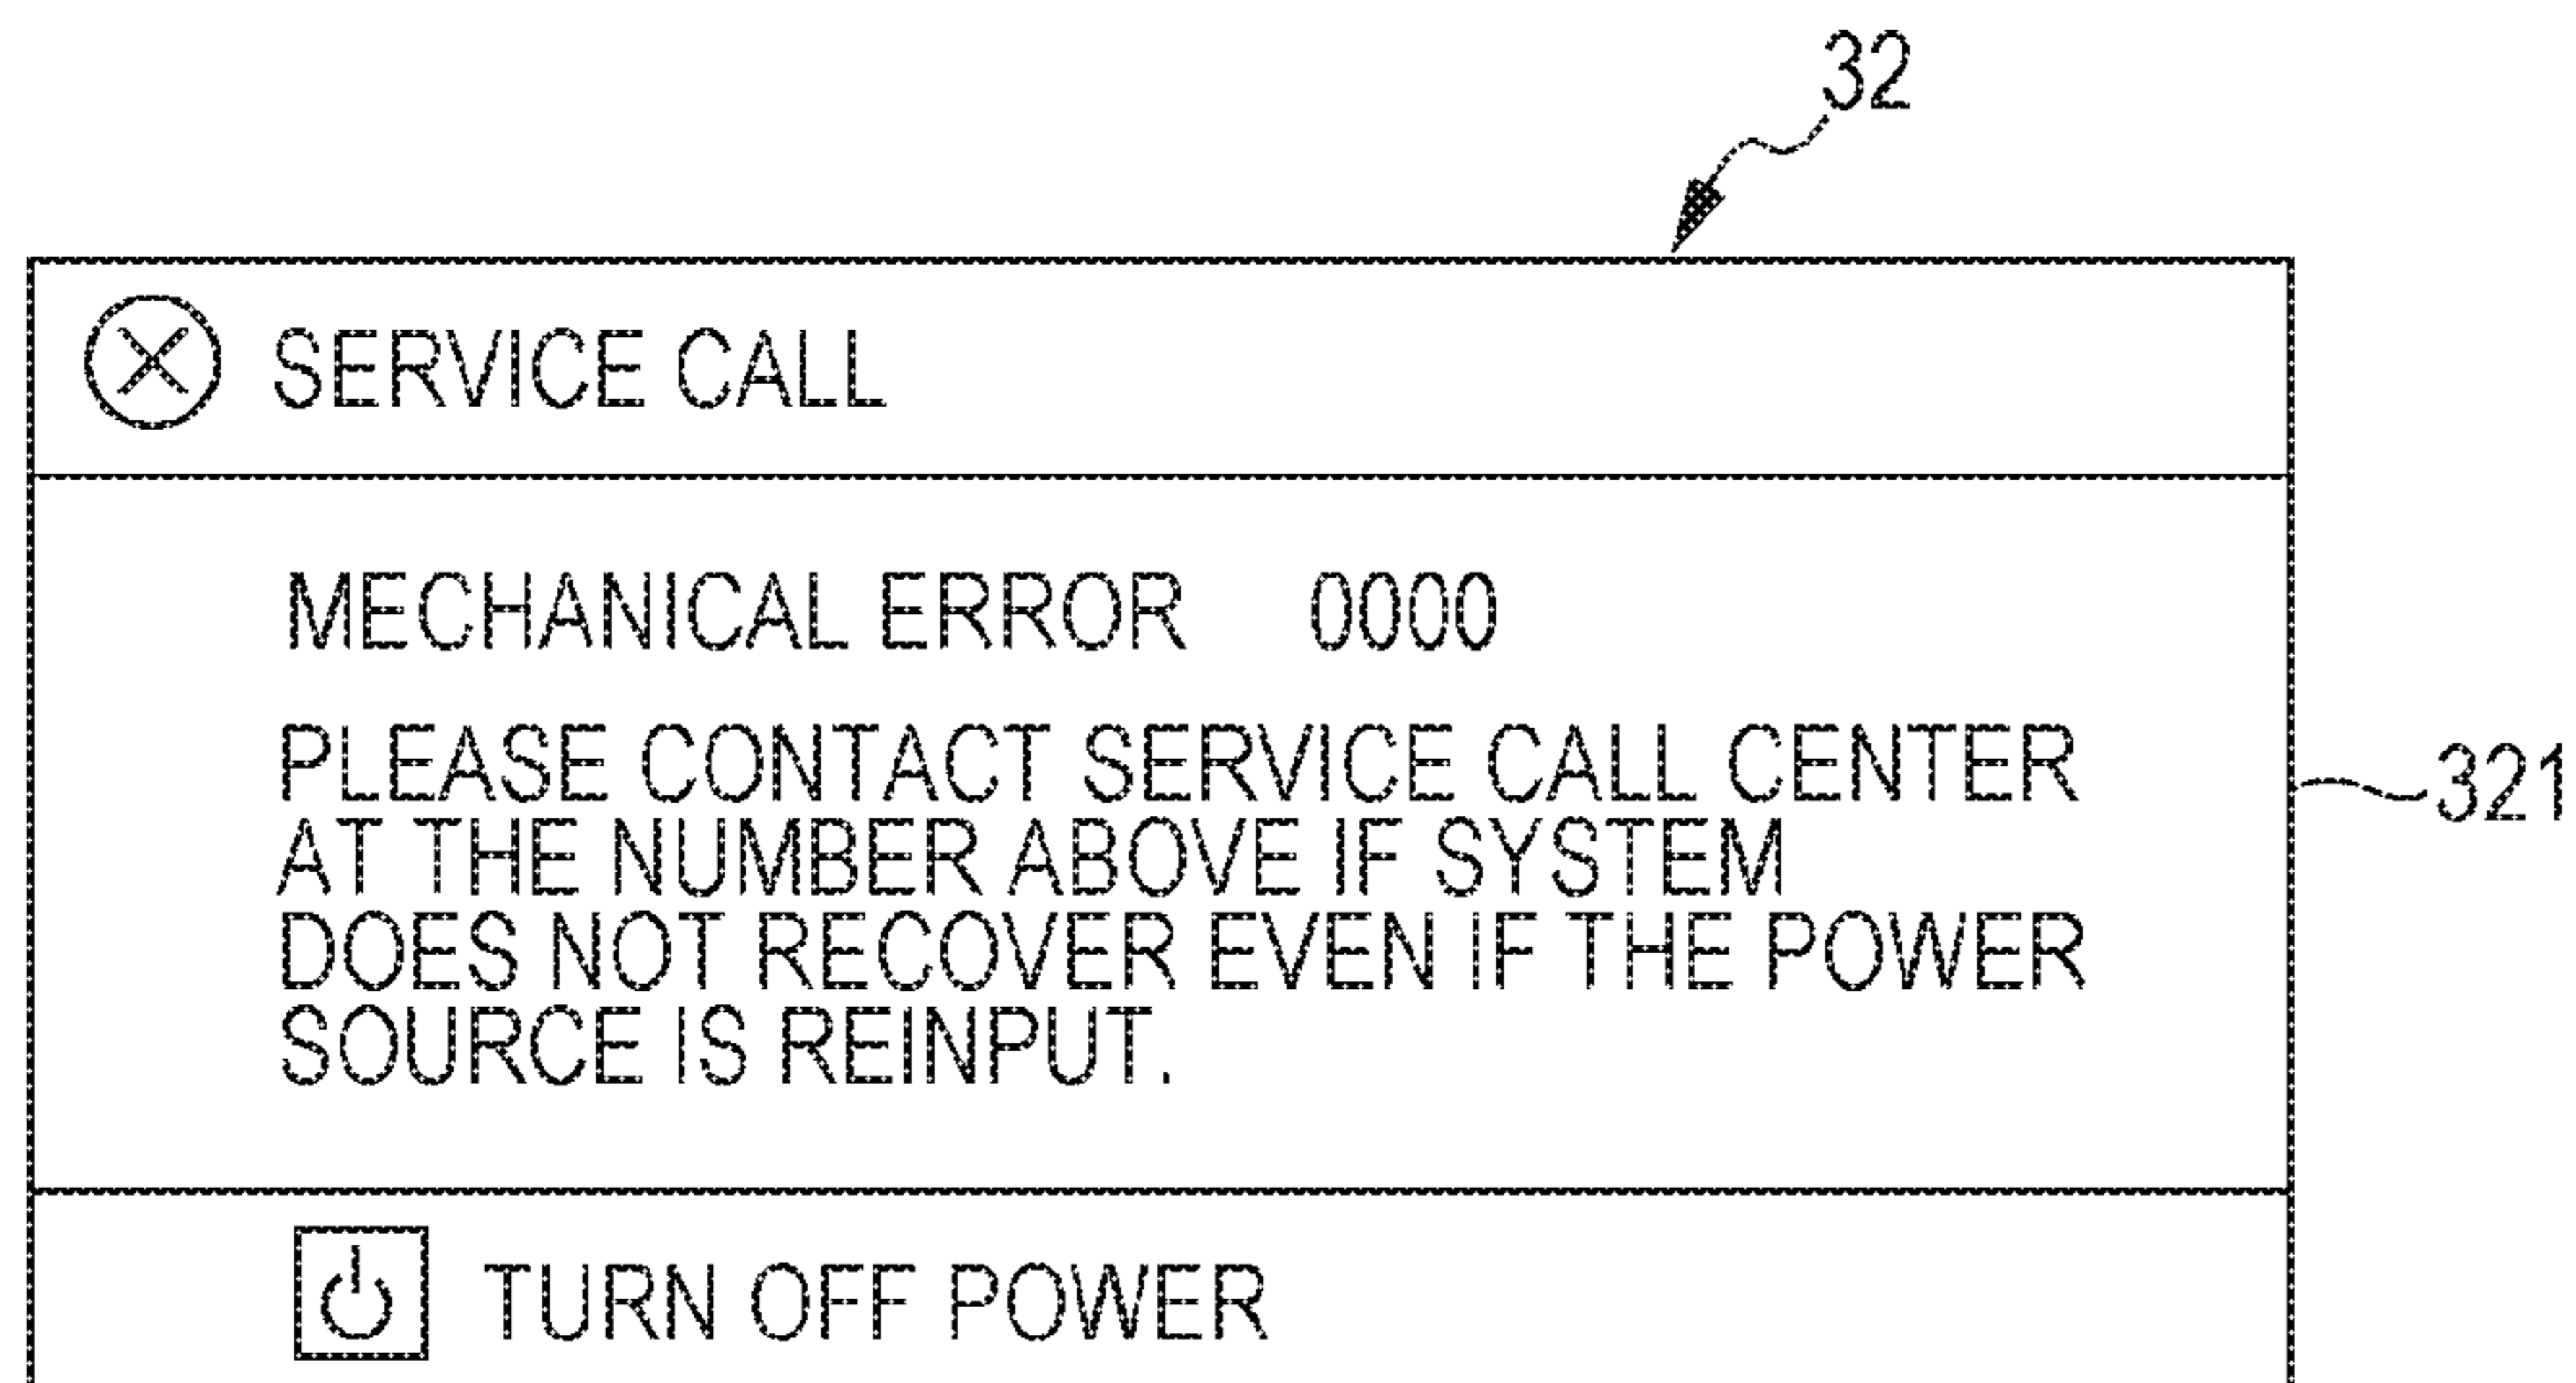 32
SERVICE CALL
MECHANICAL ERROR 0000
PLEASE CONTACT SERVICE CALL CENTER
AT THE NUMBER ABOVE IF SYSTEM
DOES NOT RECOVER EVEN IF THE POWER
SOURCE IS REINPUT.
321
TURN OFF POWER